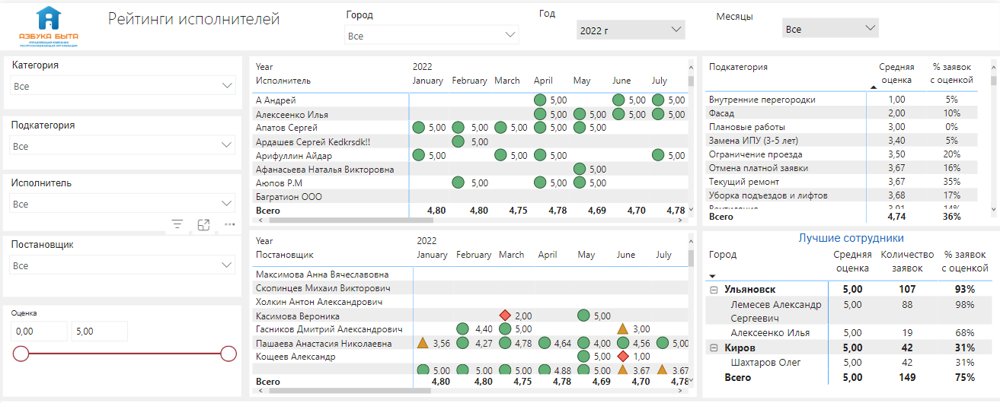 АЗБУКА БЫТА
УПРАВЛЯЮЩАЯ КОМПАНИЯ
РЕСУРСОСНАБЖАЮЩАЯ ОРГАНИЗАЦИЯ
Рейтинги исполнителей
Город
Все
Год
2022 г
Месяцы
Все
Категория
Все
Подкатегория
Все
Исполнитель
Все
Постановщик
Все
Оценка
0,00 5,00
Year 2022
Исполнитель January February March April May June July
А Андрей 5,00 5,00 5,00
Алексеенко Илья 5,00 5,00 5,00 5,00
Апатов Сергей 5,00 5,00 5,00 5,00 5,00
Ардашев Сергей Kedkrsdk!! 5,00
Арифуллин Айдар 5,00 5,00 5,00 5,00
Афанасьева Наталья Викторовна 5,00
Аюпов Р.М 5,00 5,00 5,00
Багратион ООО
Всего 4,80 4,80 4,75 4,78 4,69 4,70 4,78
Year 2022
Постановщик January February March April May June July
Максимова Анна Вячеславовна
Скопинцев Михаил Викторович
Холкин Антон Александрович
Касимова Вероника 2,00 5,00
Гасников Дмитрий Александрович 4,40 5,00 3,00
Пашаева Анастасия Николаевна 3,56 4,27 4,78 4,64 4,00 4,56 5,00
Кощеев Александр 5,00 1,00
5,00 5,00 5,00 4,88 5,00 3,67 3,67
Всего 4,80 4,80 4,75 4,78 4,69 4,70 4,78
Подкатегория Средняя оценка % заявок с оценкой
Внутренние перегородки 1,00 5%
Фасад 2,00 10%
Плановые работы 3,00 0%
Замена ИПУ (3-5 лет) 3,40 5%
Ограничение проезда 3,50 20%
Отмена платной заявки 3,67 16%
Текущий ремонт 3,67 35%
Уборка подъездов и лифтов 3,68 17%
Вентиляция 3,91 14%
Всего 4,74 36%
Лучшие сотрудники
Город Средняя оценка Количество заявок % заявок с оценкой
Ульяновск 5,00 107 93%
Лемесев Александр Сергеевич 5,00 88 98%
Алексеенко Илья 5,00 19 68%
Киров 5,00 42 31%
Шахтаров Олег 5,00 42 31%
Всего 5,00 149 75%